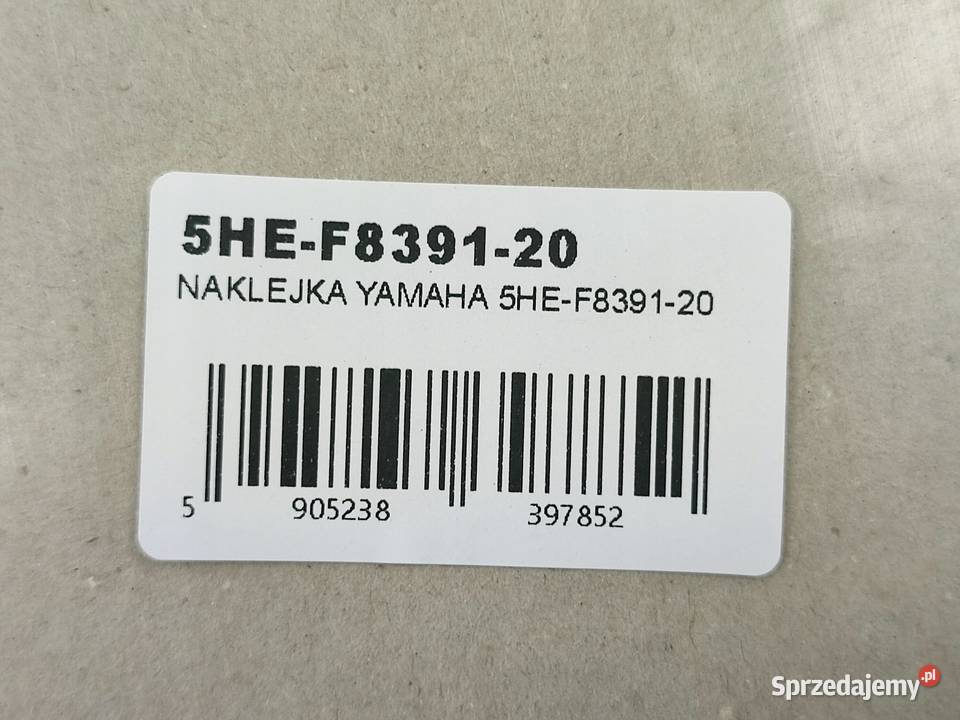 5HE-F8391-20
NAKLEJKA YAMAHA 5HE-F8391-20
5 905238 397852
Sprzedajemy.pl